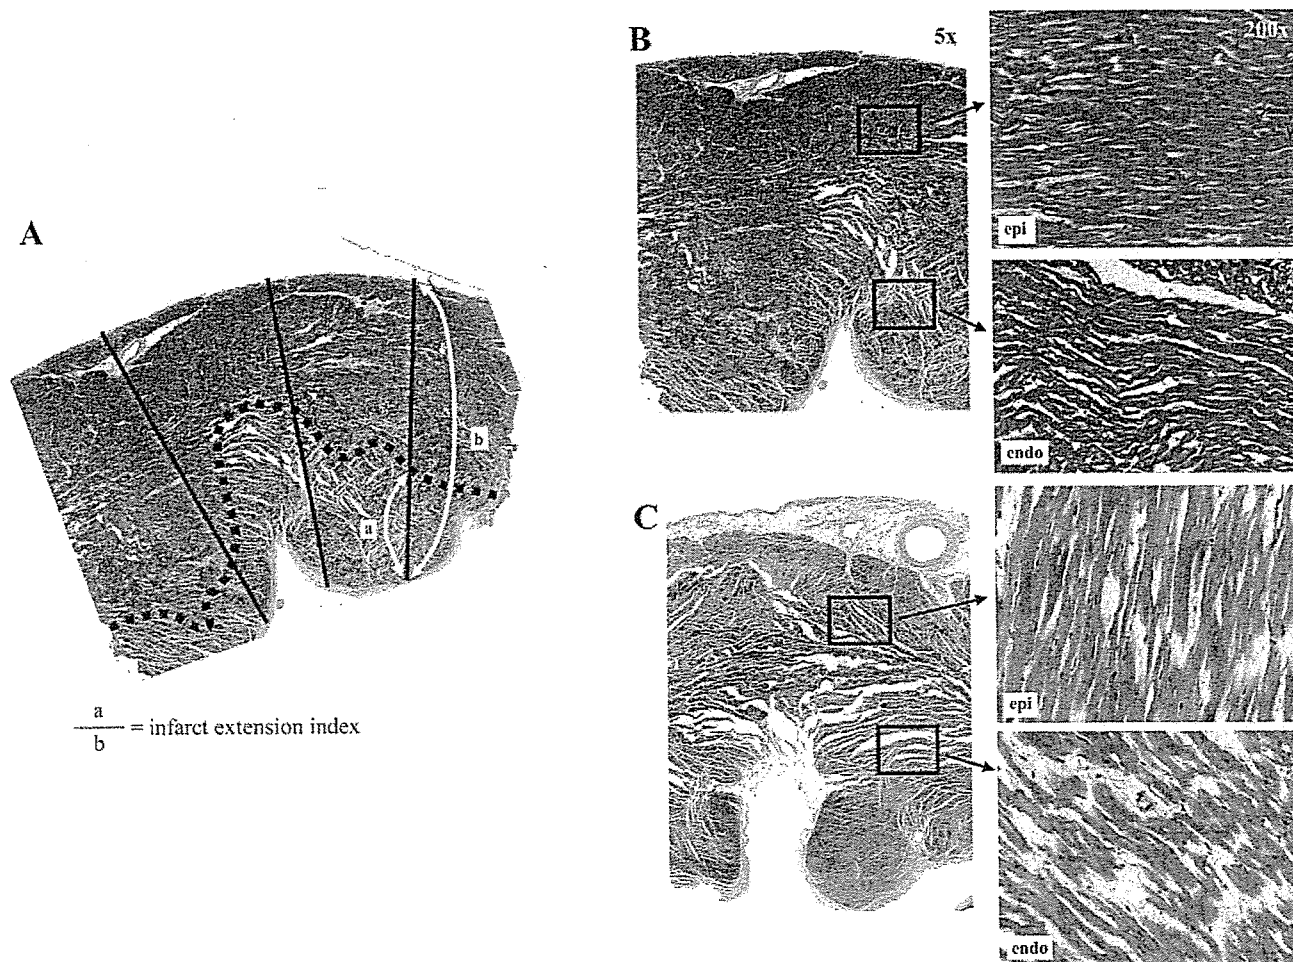 A
b
a
a
b = infarct extension index
B
5x
200x
epi
endo
C
epi
endo